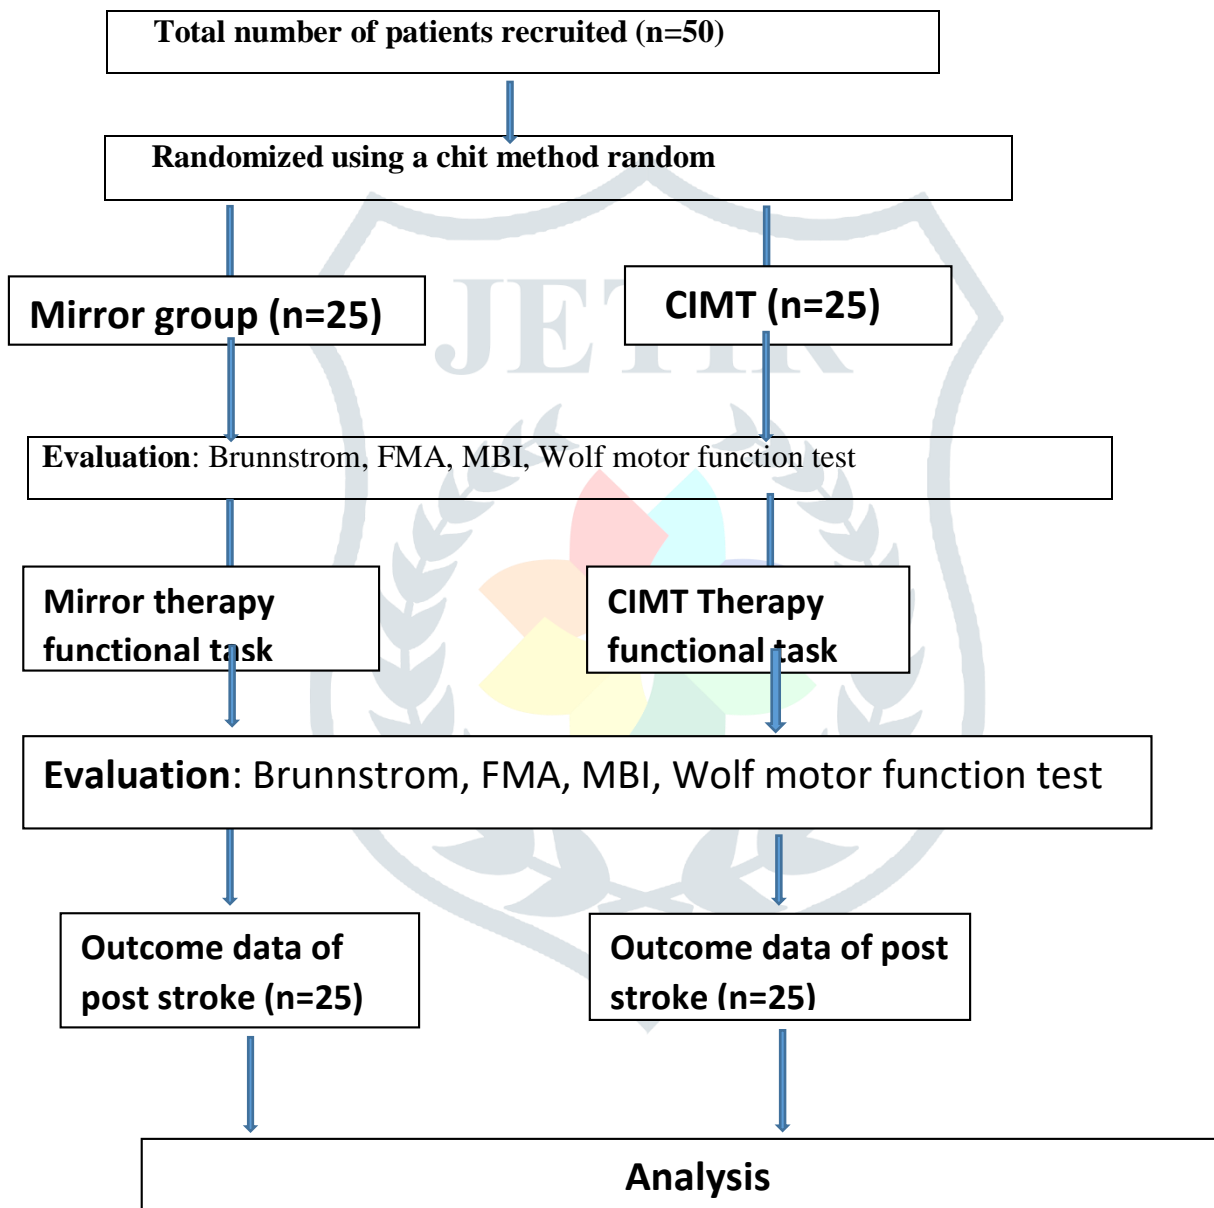 Total number of patients recruited (n=50)
Randomized using a chit method random
JETIR
Mirror group (n=25)
CIMT (n=25)
Evaluation: Brunnstrom, FMA, MBI, Wolf motor function test
Mirror therapy
functional task
CIMT Therapy
functional task
Evaluation: Brunnstrom, FMA, MBI, Wolf motor function test
Outcome data of
post stroke (n=25)
Outcome data of post
stroke (n=25)
Analysis